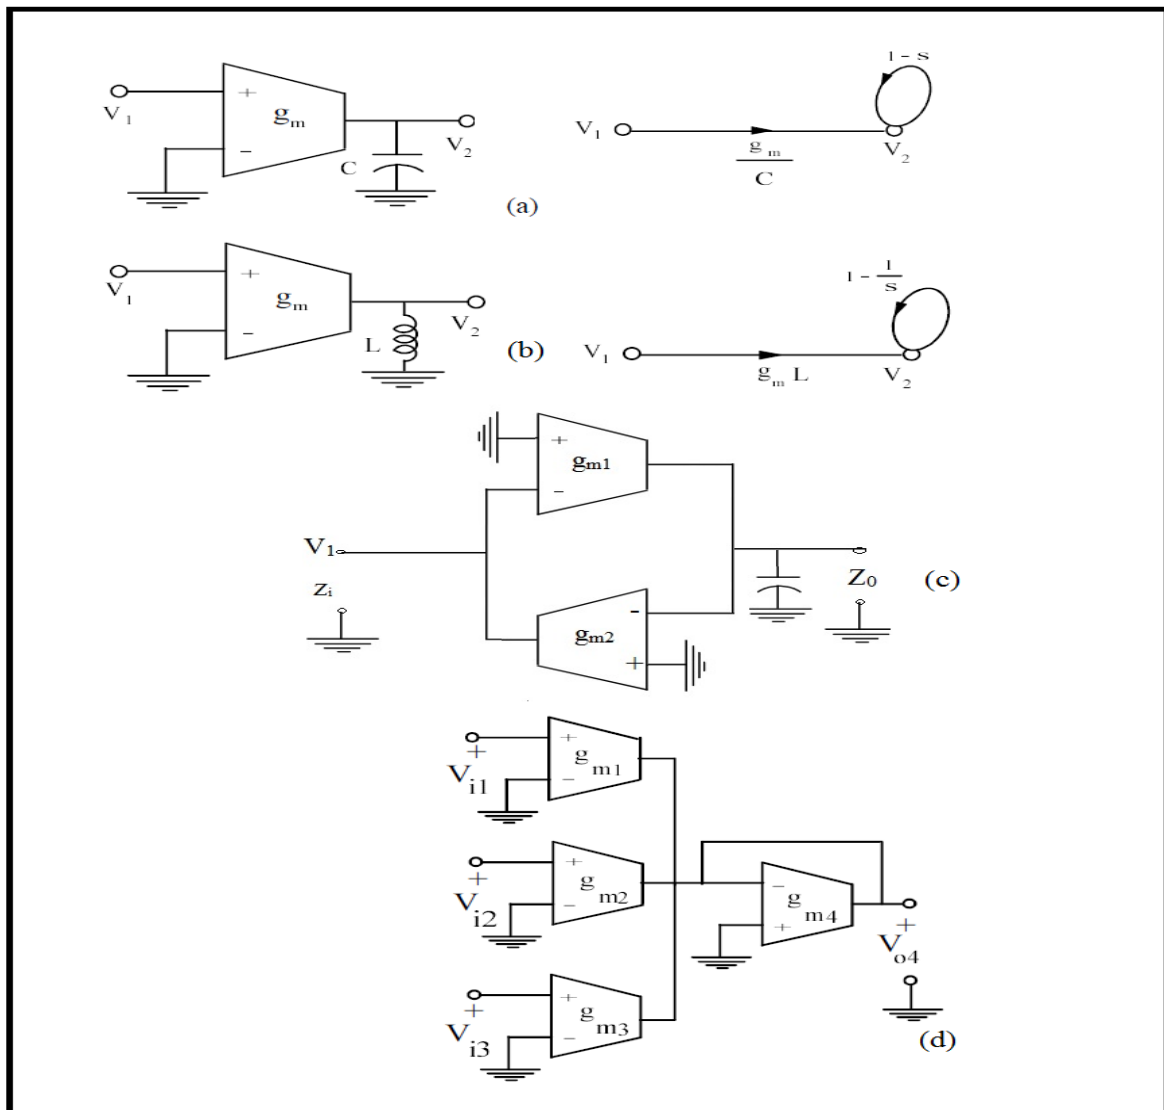 1 - s
V1
+
gm
-
C
V2
V1
gm
C
V2
(a)
1 - 1
s
V1
+
gm
-
L
V2
(b)
V1
gm L
V2
+
gm1
-
V1
Zi
Z0
(c)
-
gm2
+
+
Vi1
+
gm1
-
+
Vi2
+
gm2
-
-
gm4
+
+
Vo4
+
Vi3
+
gm3
-
(d)